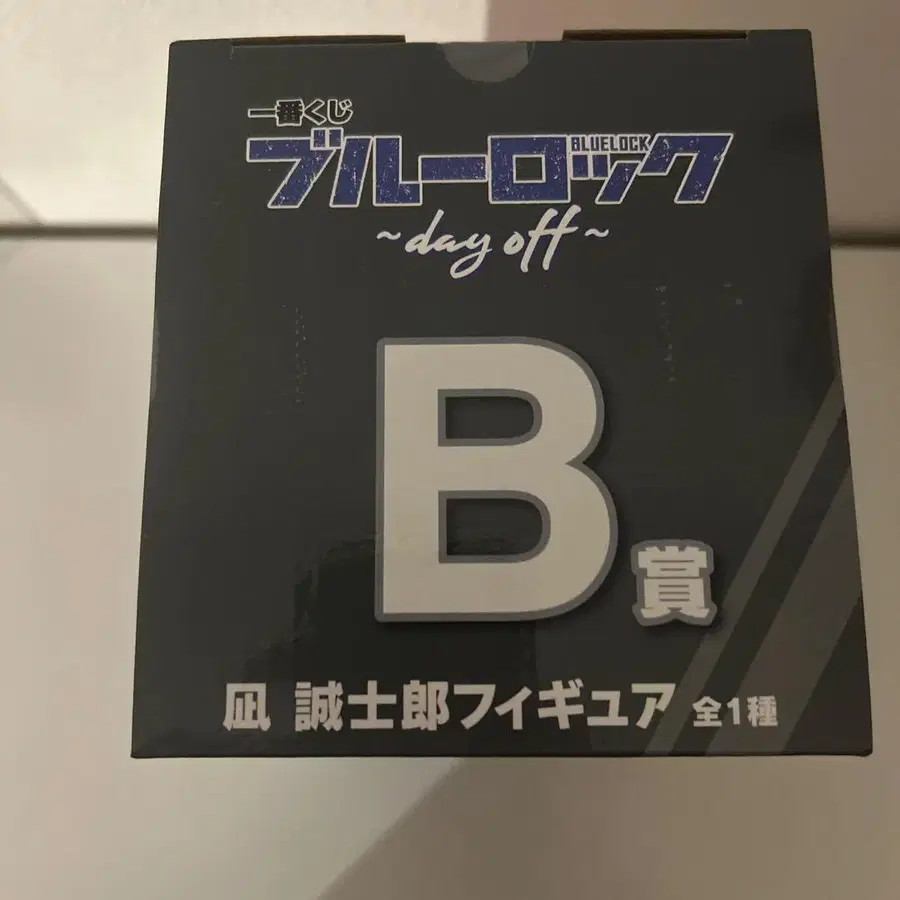 一番くじ
ブルーロック
BLUELOCK
~day off~
B賞
凪 誠士郎フィギュア 全1種